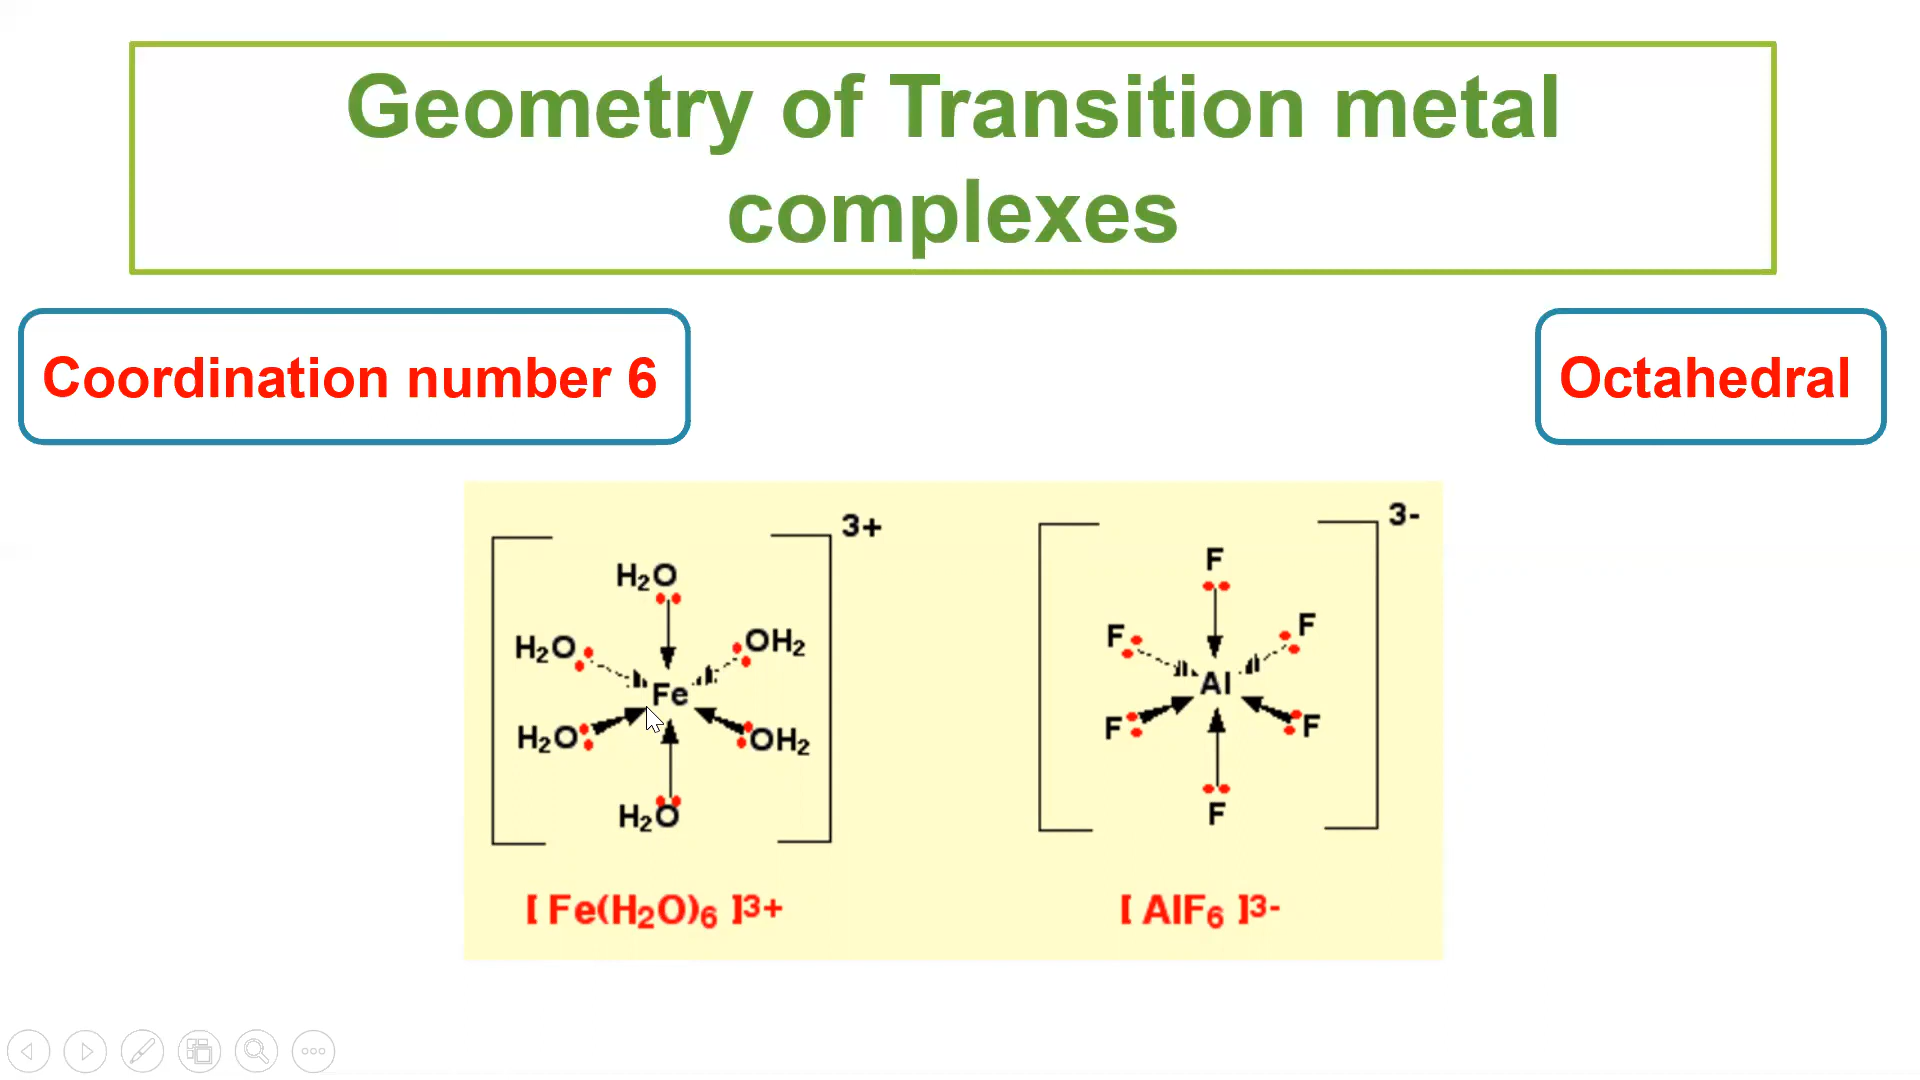 Geometry of Transition metal
complexes
Coordination number 6
Octahedral
3+
H₂O
H₂O
OH₂
Fe
H₂O
OH₂
H₂O
[ Fe(H₂O)₆ ]3+
3-
F
F
F
Al
F
F
F
[ AlF₆ ]3-